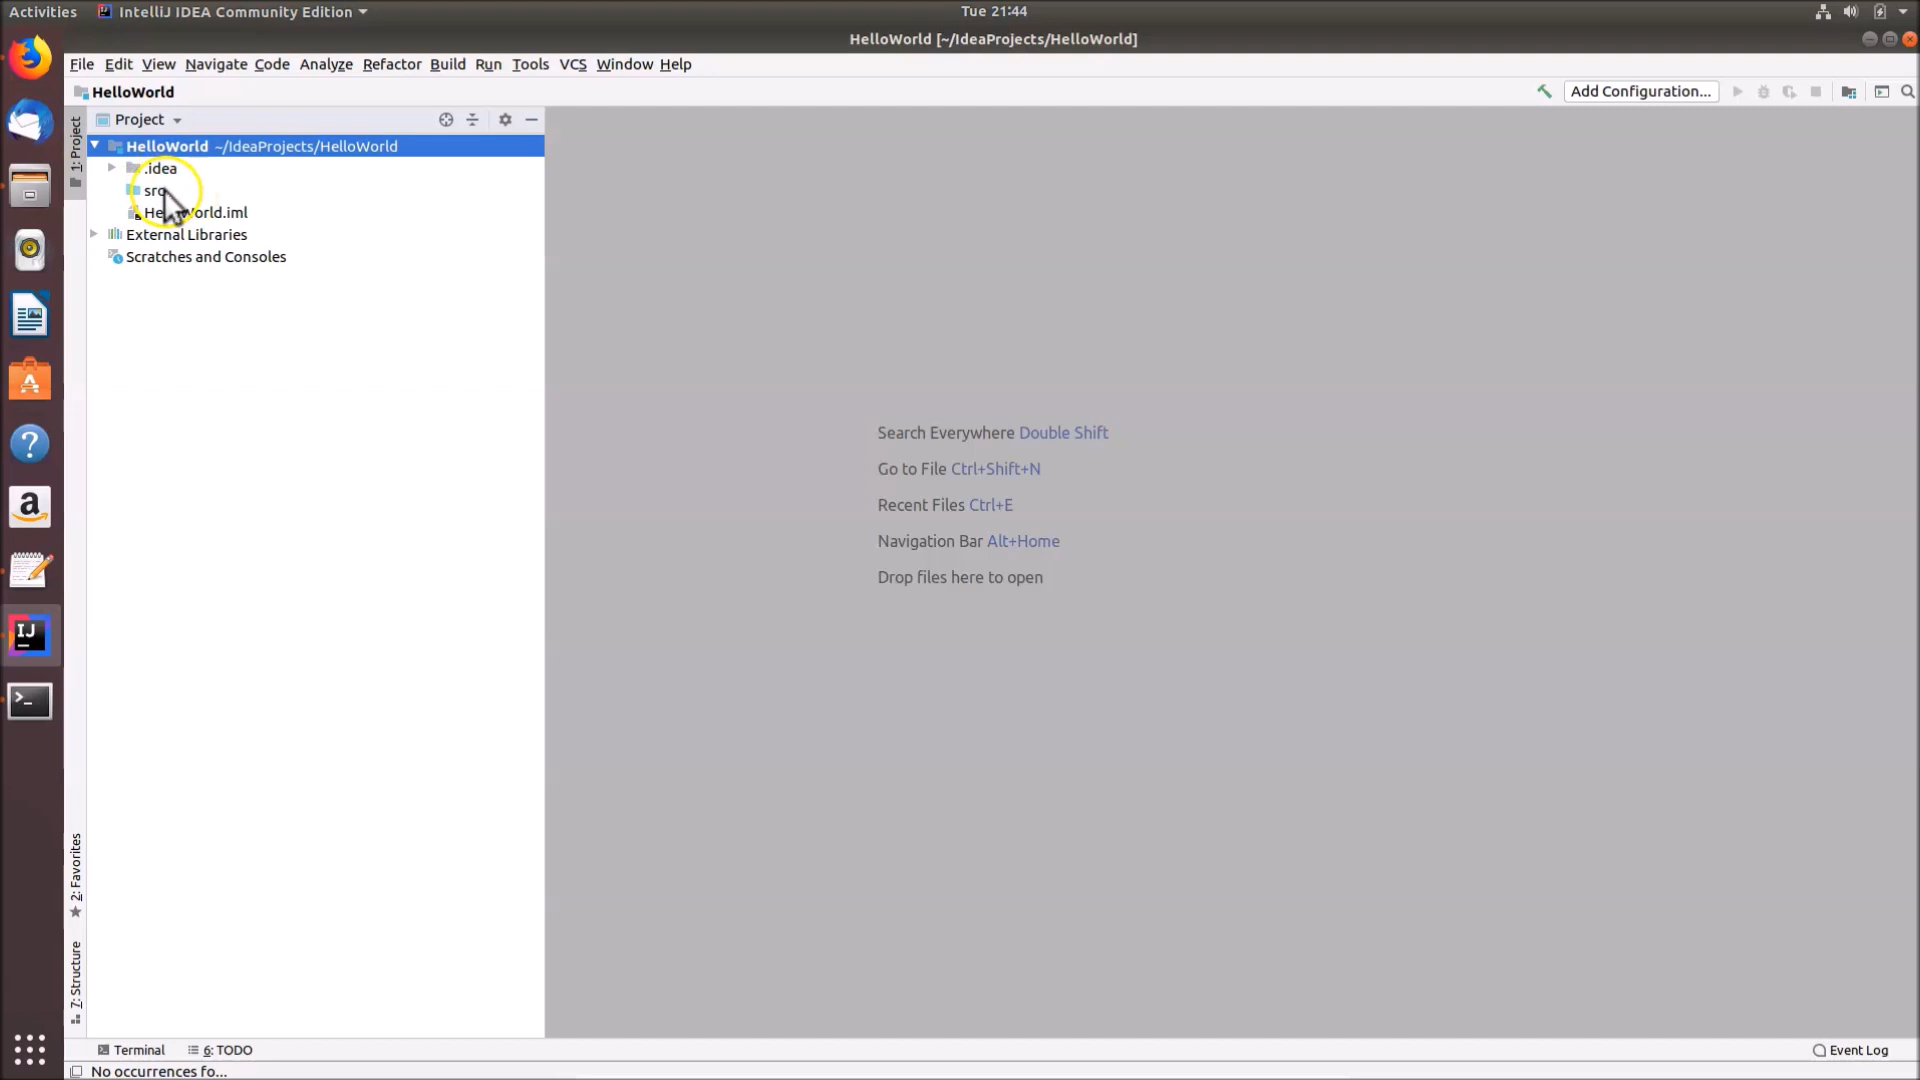 Activities IntelliJ IDEA Community Edition Tue 21:44
HelloWorld [~/IdeaProjects/HelloWorld]
File Edit View Navigate Code Analyze Refactor Build Run Tools VCS Window Help
HelloWorld Add Configuration...
1: Project
Project
HelloWorld ~/IdeaProjects/HelloWorld
.idea
External Libraries
Scratches and Consoles
Search Everywhere Double Shift
Go to File Ctrl+Shift+N
Recent Files Ctrl+E
Navigation Bar Alt+Home
Drop files here to open
2: Favorites
7: Structure
Terminal 6: TODO Event Log
No occurrences fo...